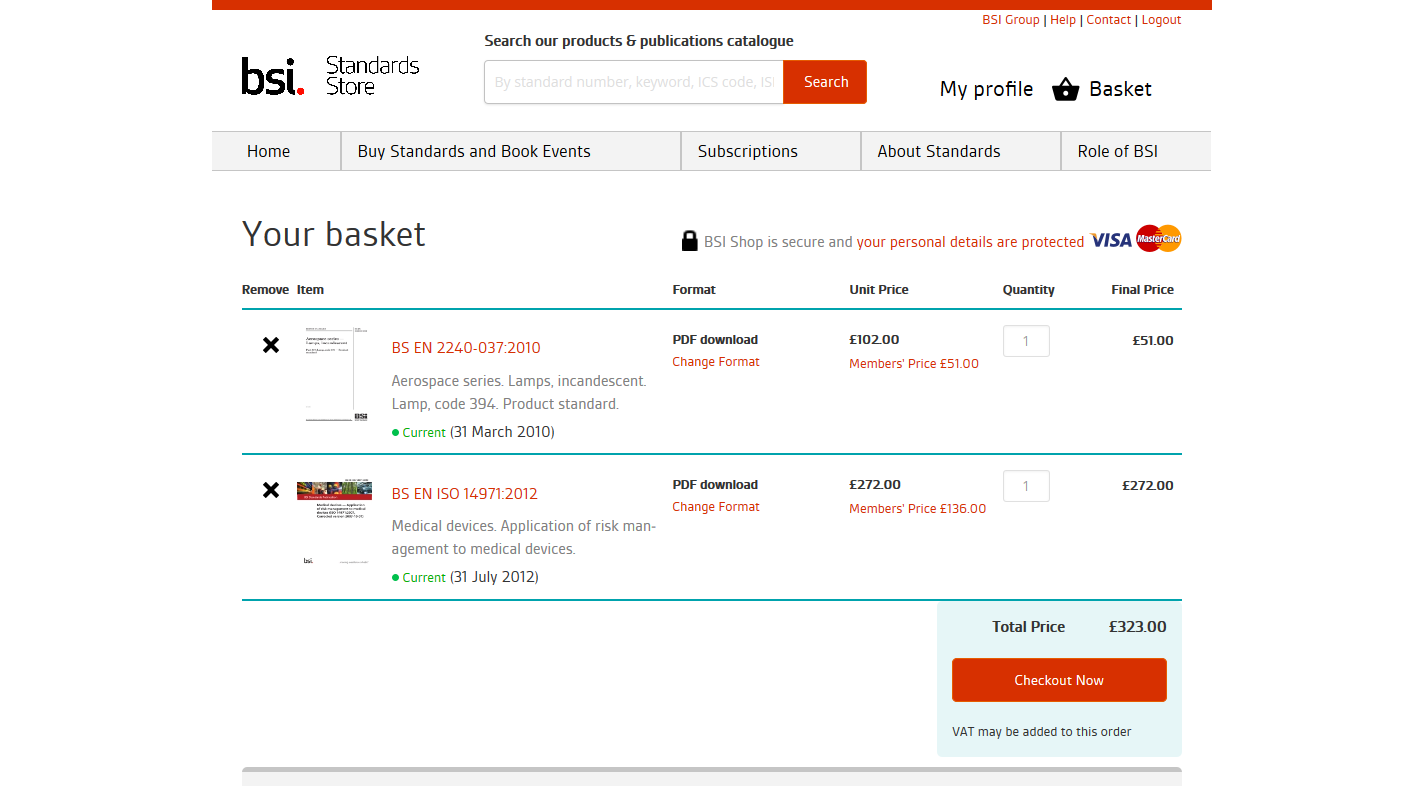 BSI Group | Help | Contact | Logout
Search our products & publications catalogue
bsi. Standards Store
By standard number, keyword, ICS code, ISI
Search
My profile
Basket
Home
Buy Standards and Book Events
Subscriptions
About Standards
Role of BSI
Your basket
BSI Shop is secure and your personal details are protected
VISA MasterCard
Remove Item Format Unit Price Quantity Final Price
BS EN 2240-037:2010
Aerospace series. Lamps, incandescent.
Lamp, code 394. Product standard.
Current (31 March 2010)
PDF download
Change Format
£102.00
Members' Price £51.00
1
£51.00
BS EN ISO 14971:2012
Medical devices. Application of risk man-
agement to medical devices.
Current (31 July 2012)
PDF download
Change Format
£272.00
Members' Price £136.00
1
£272.00
Total Price £323.00
Checkout Now
VAT may be added to this order